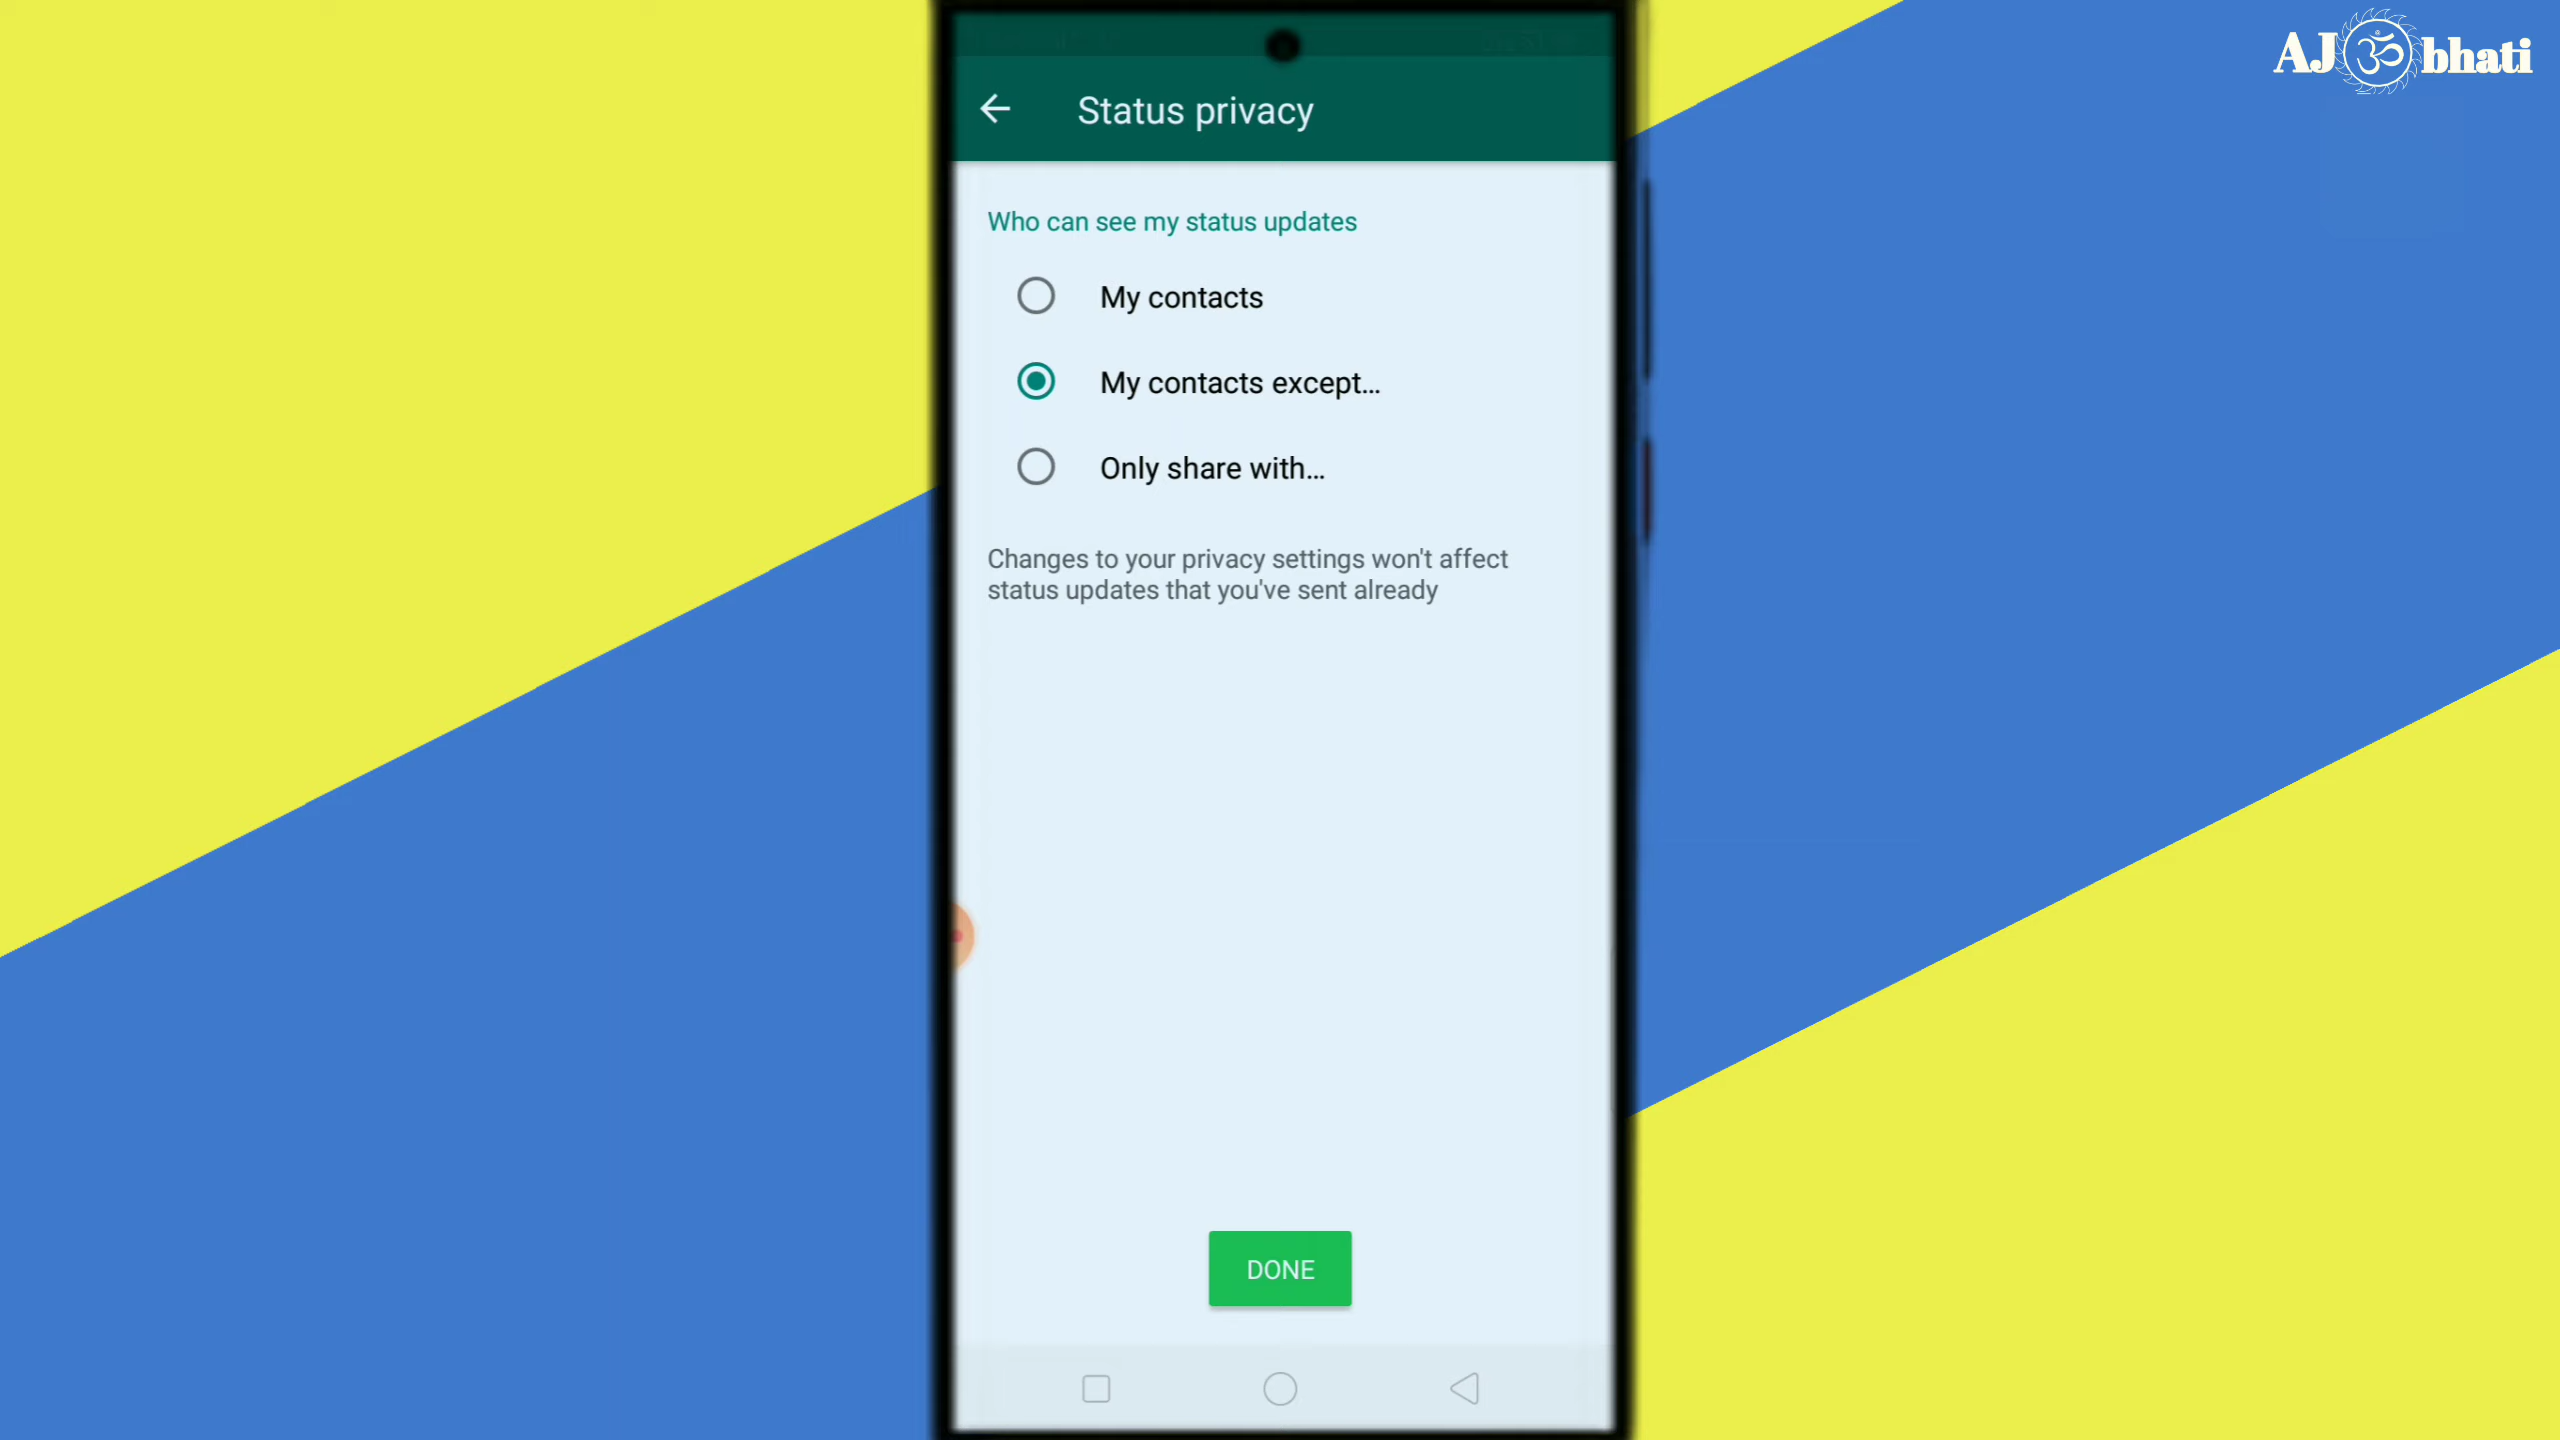 AJ ॐ bhati
Status privacy
Who can see my status updates
My contacts
My contacts except...
Only share with...
Changes to your privacy settings won't affect
status updates that you've sent already
DONE